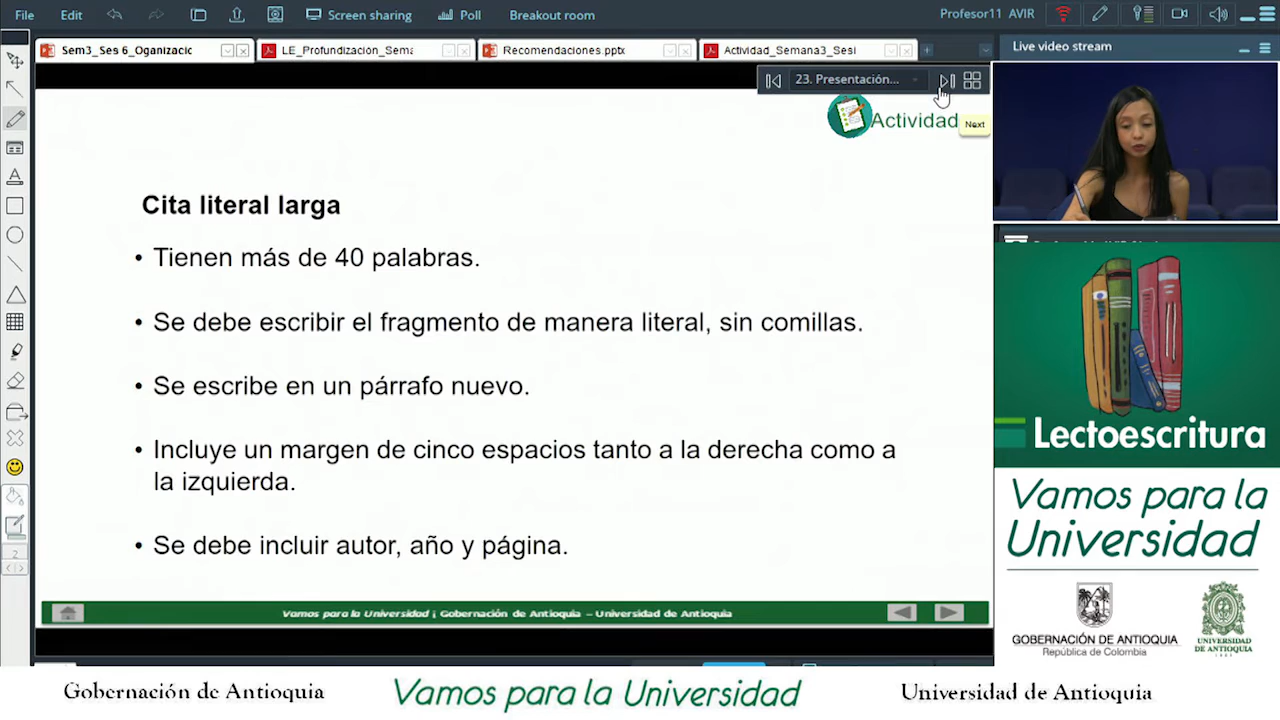 File Edit Screen sharing Poll Breakout room Profesor11 AVIR
Sem3_Ses 6_Oganizacic LE_Profundizacion_Sema Recomendaciones.pptx Actividad_Semana3_Sesi
Live video stream
23. Presentación...
Actividad
Next
Cita literal larga
• Tienen más de 40 palabras.
• Se debe escribir el fragmento de manera literal, sin comillas.
• Se escribe en un párrafo nuevo.
• Incluye un margen de cinco espacios tanto a la derecha como a
la izquierda.
• Se debe incluir autor, año y página.
Vamos para la Universidad ¡ Gobernación de Antioquia – Universidad de Antioquia
2
Lectoescritura
Vamos para la
Universidad
GOBERNACIÓN DE ANTIOQUIA
República de Colombia
UNIVERSIDAD
DE ANTIOQUIA
Gobernación de Antioquia Vamos para la Universidad Universidad de Antioquia